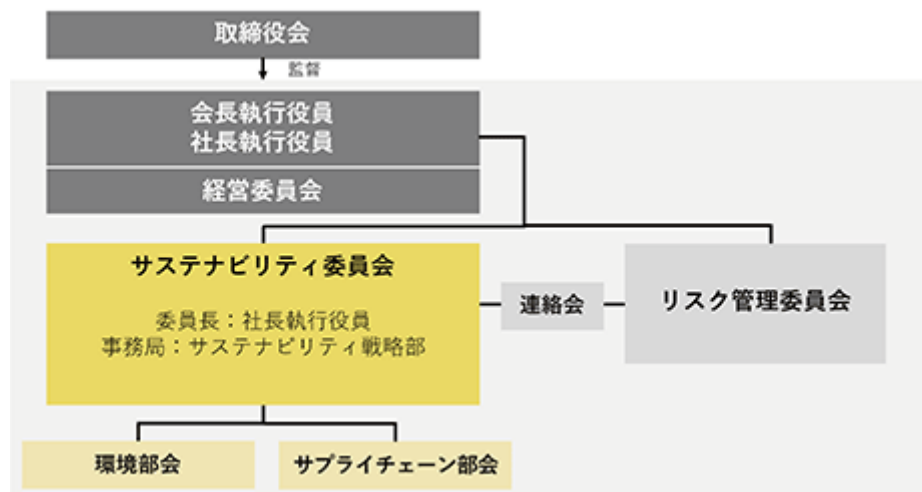 取締役会
監督
会長執行役員
社長執行役員
経営委員会
サステナビリティ委員会
委員長：社長執行役員
事務局：サステナビリティ戦略部
連絡会
リスク管理委員会
環境部会
サプライチェーン部会